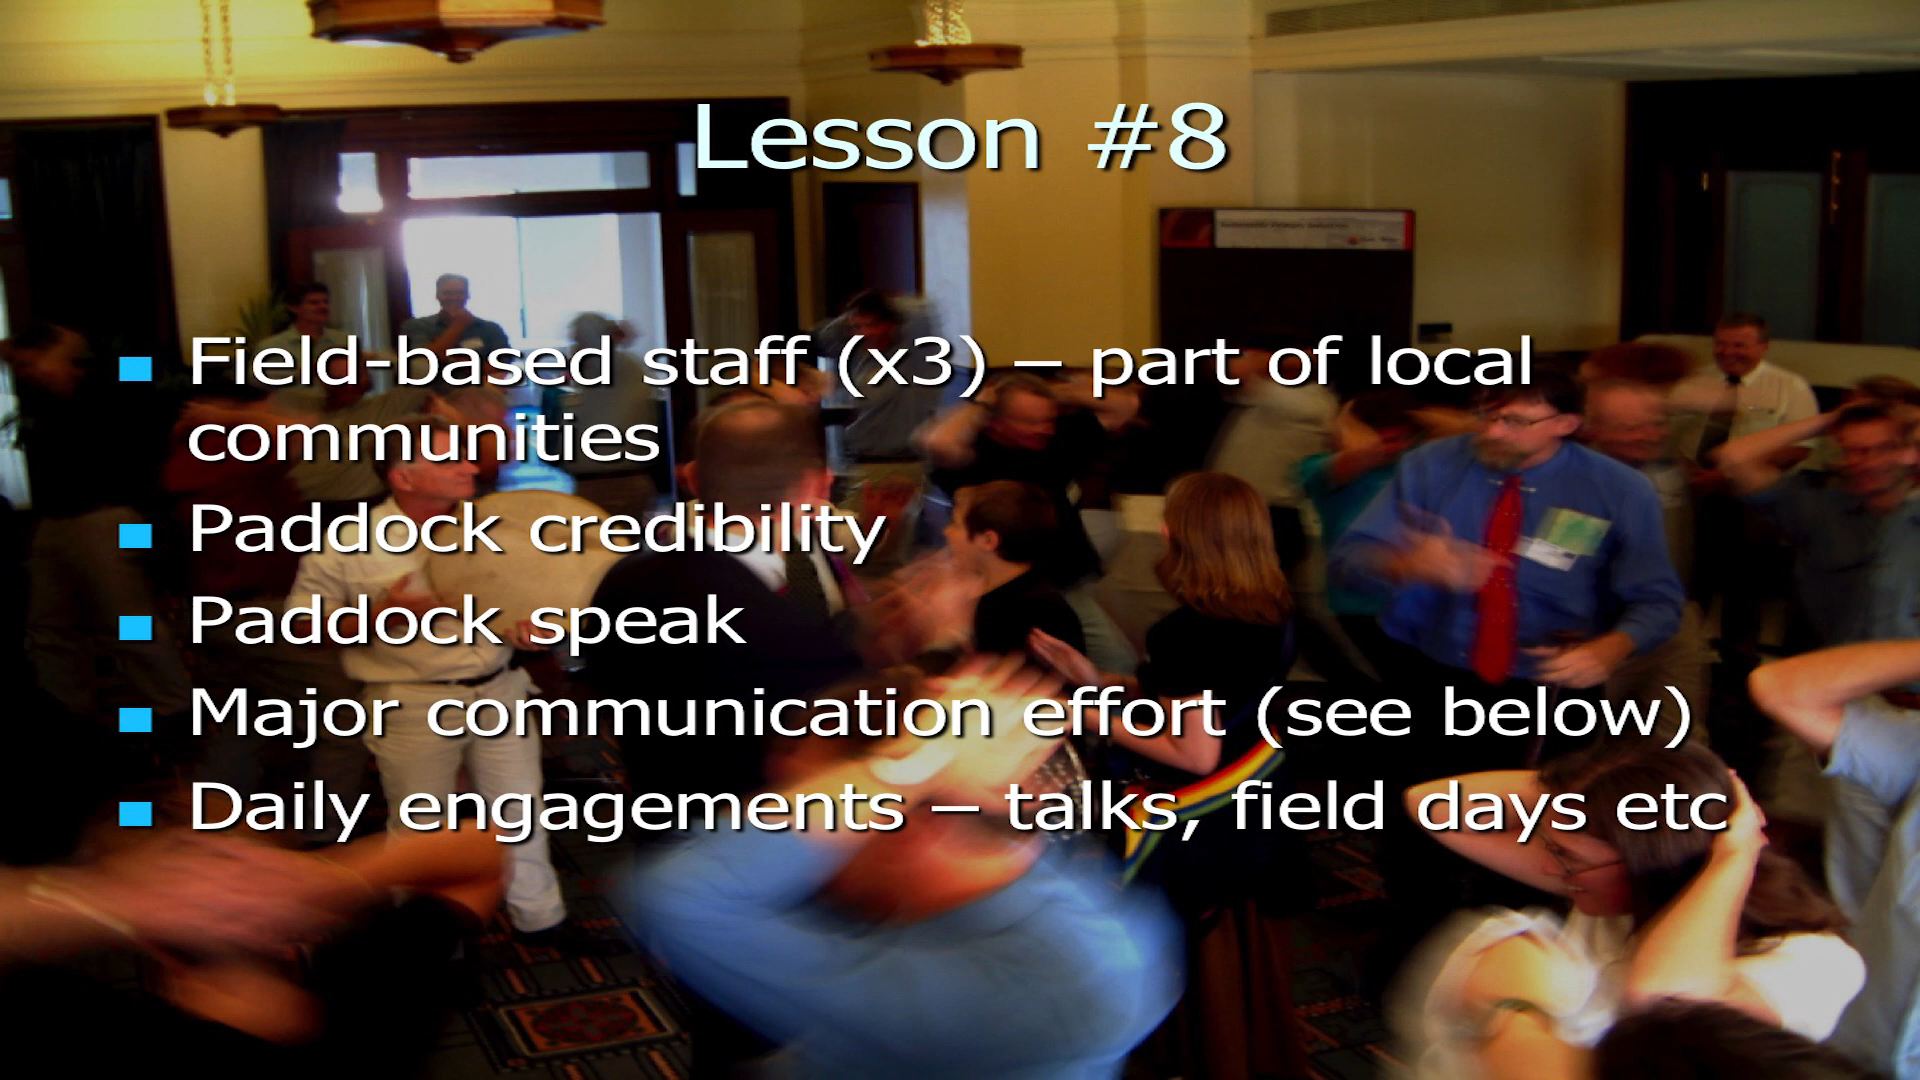 Lesson #8
Field-based staff (x3) – part of local
communities
Paddock credibility
Paddock speak
Major communication effort (see below)
Daily engagements – talks, field days etc